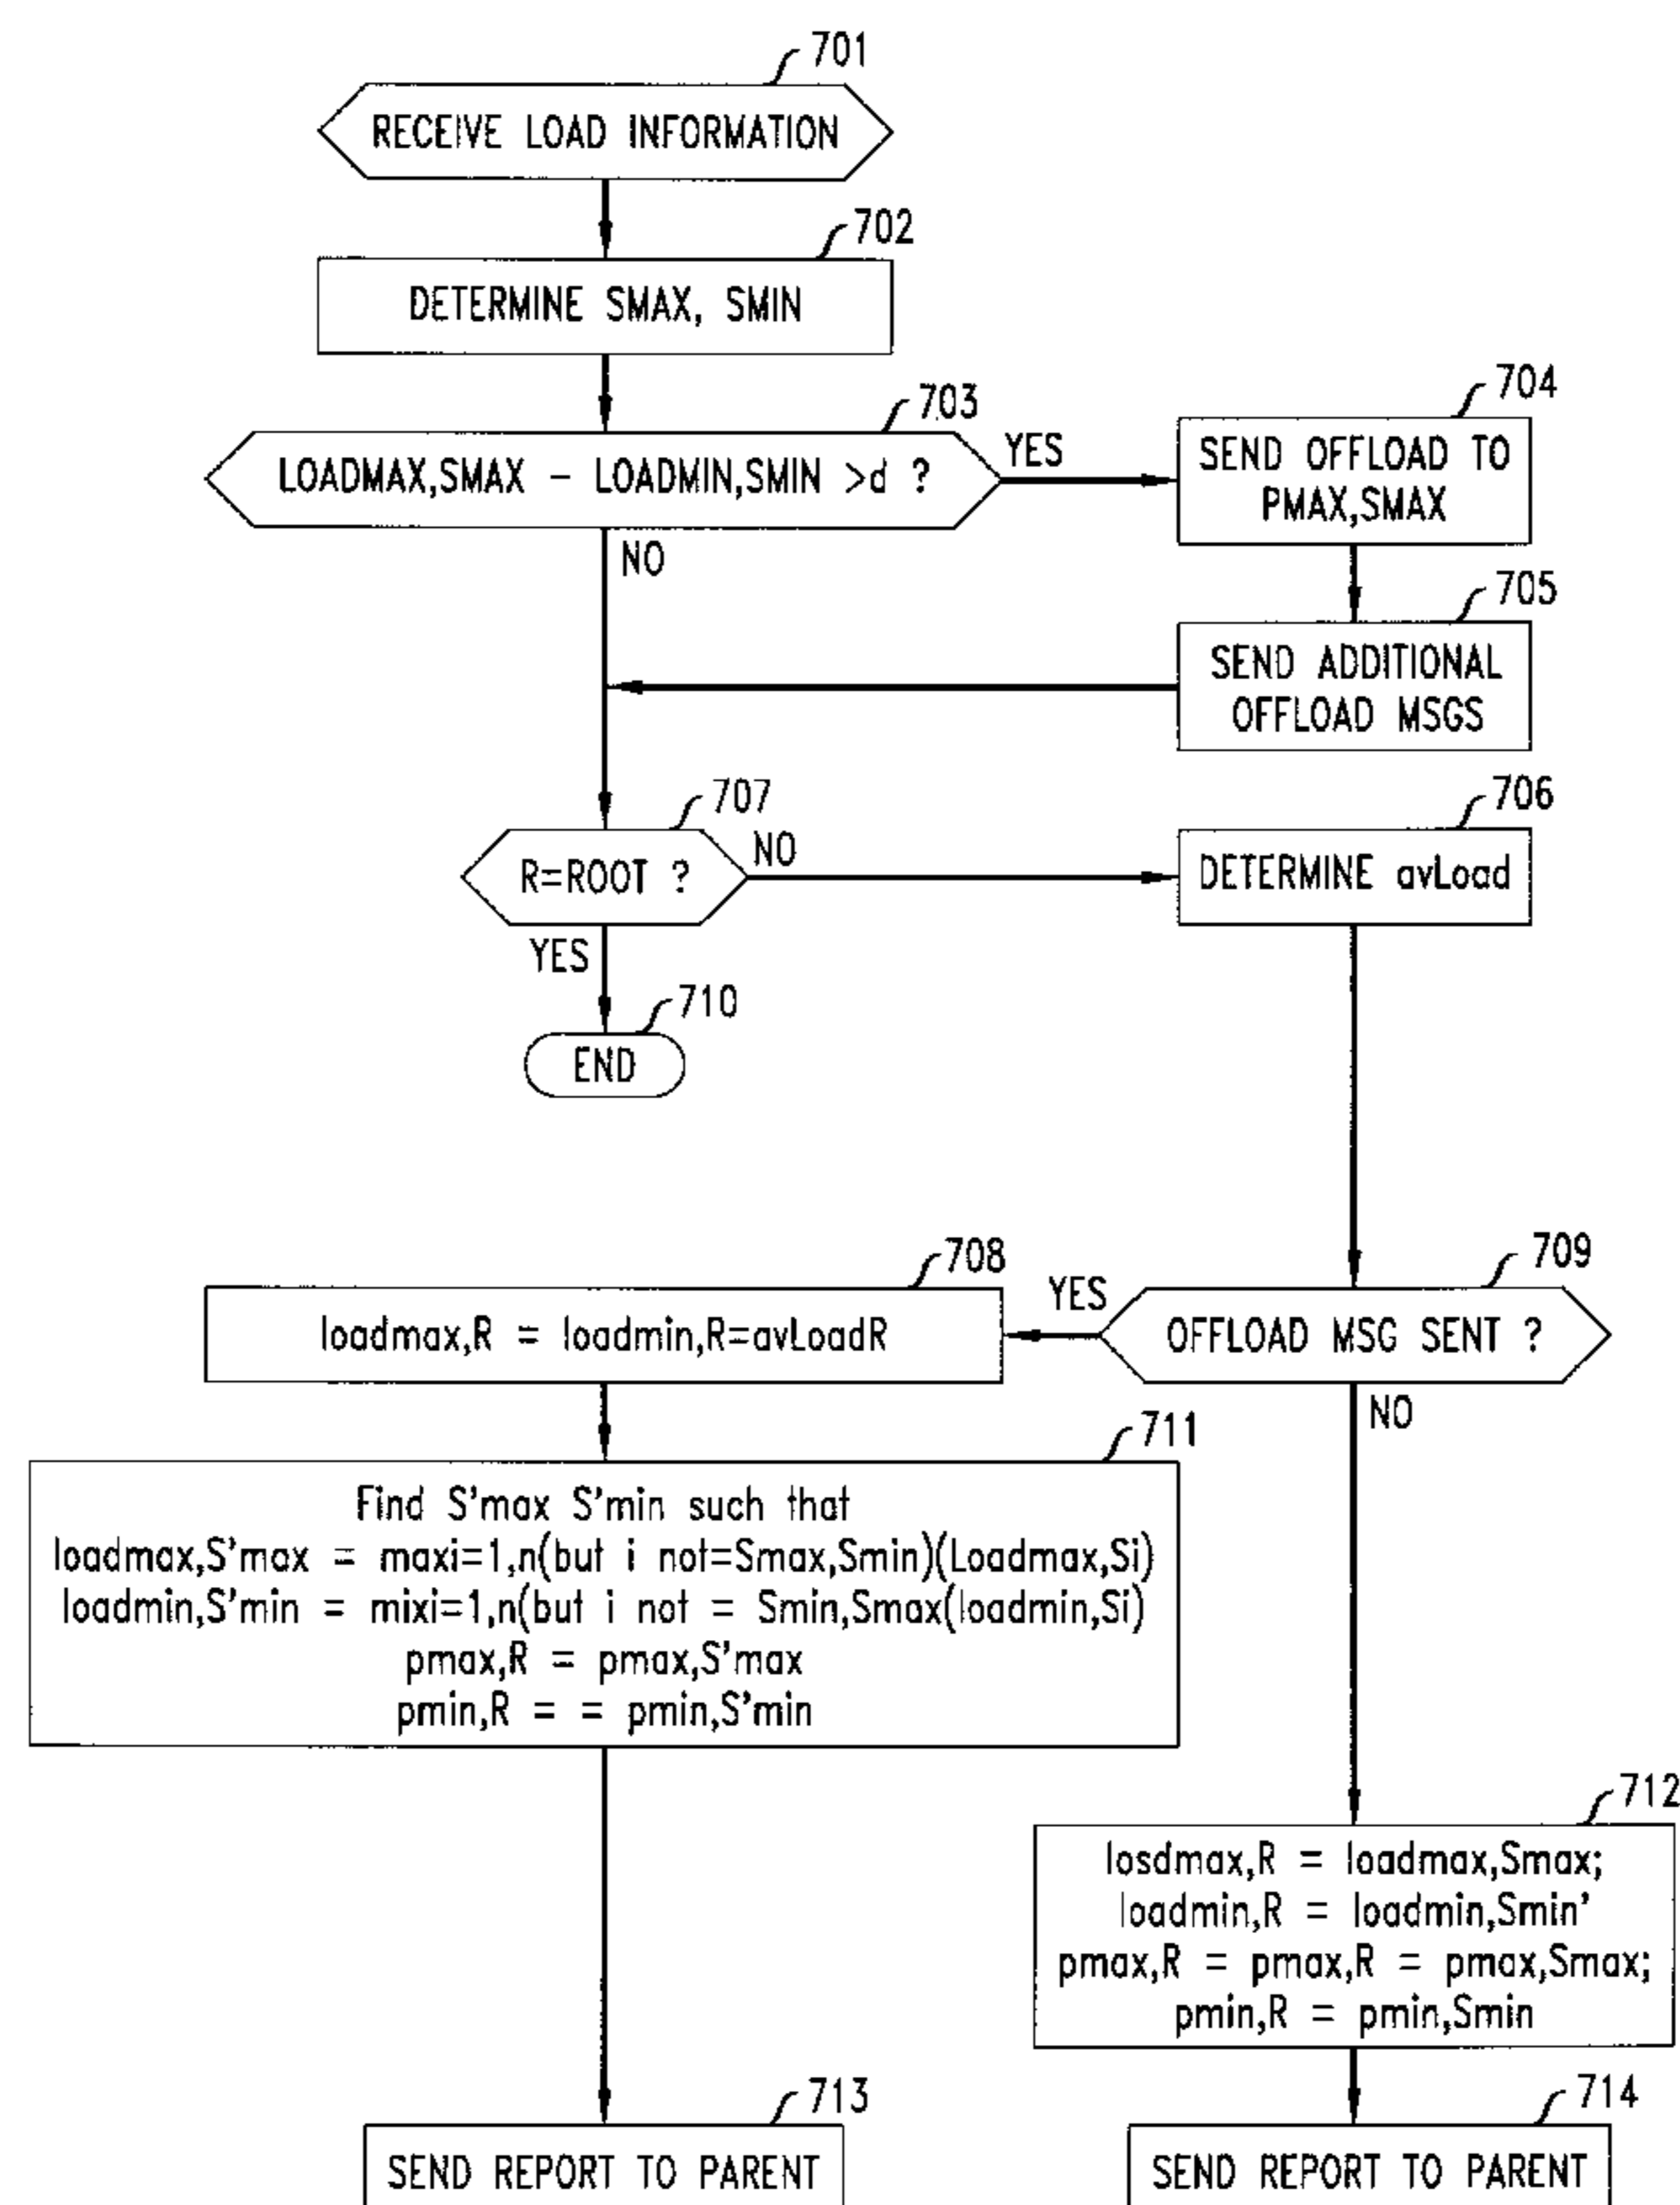 701
RECEIVE LOAD INFORMATION
702
DETERMINE SMAX, SMIN
703
LOADMAX,SMAX - LOADMIN,SMIN >d ?
YES
NO
704
SEND OFFLOAD TO
PMAX,SMAX
705
SEND ADDITIONAL
OFFLOAD MSGS
707
R=ROOT ?
NO
YES
706
DETERMINE avLoad
710
END
709
OFFLOAD MSG SENT ?
YES
NO
708
loadmax,R = loadmin,R=avLoadR
711
Find S'max S'min such that
loadmax,S'max = maxi=1,n(but i not=Smax,Smin)(Loadmax,Si)
loadmin,S'min = mixi=1,n(but i not = Smin,Smax(loadmin,Si)
pmax,R = pmax,S'max
pmin,R = = pmin,S'min
712
losdmax,R = loadmax,Smax;
loadmin,R = loadmin,Smin'
pmax,R = pmax,R = pmax,Smax;
pmin,R = pmin,Smin
713
SEND REPORT TO PARENT
714
SEND REPORT TO PARENT